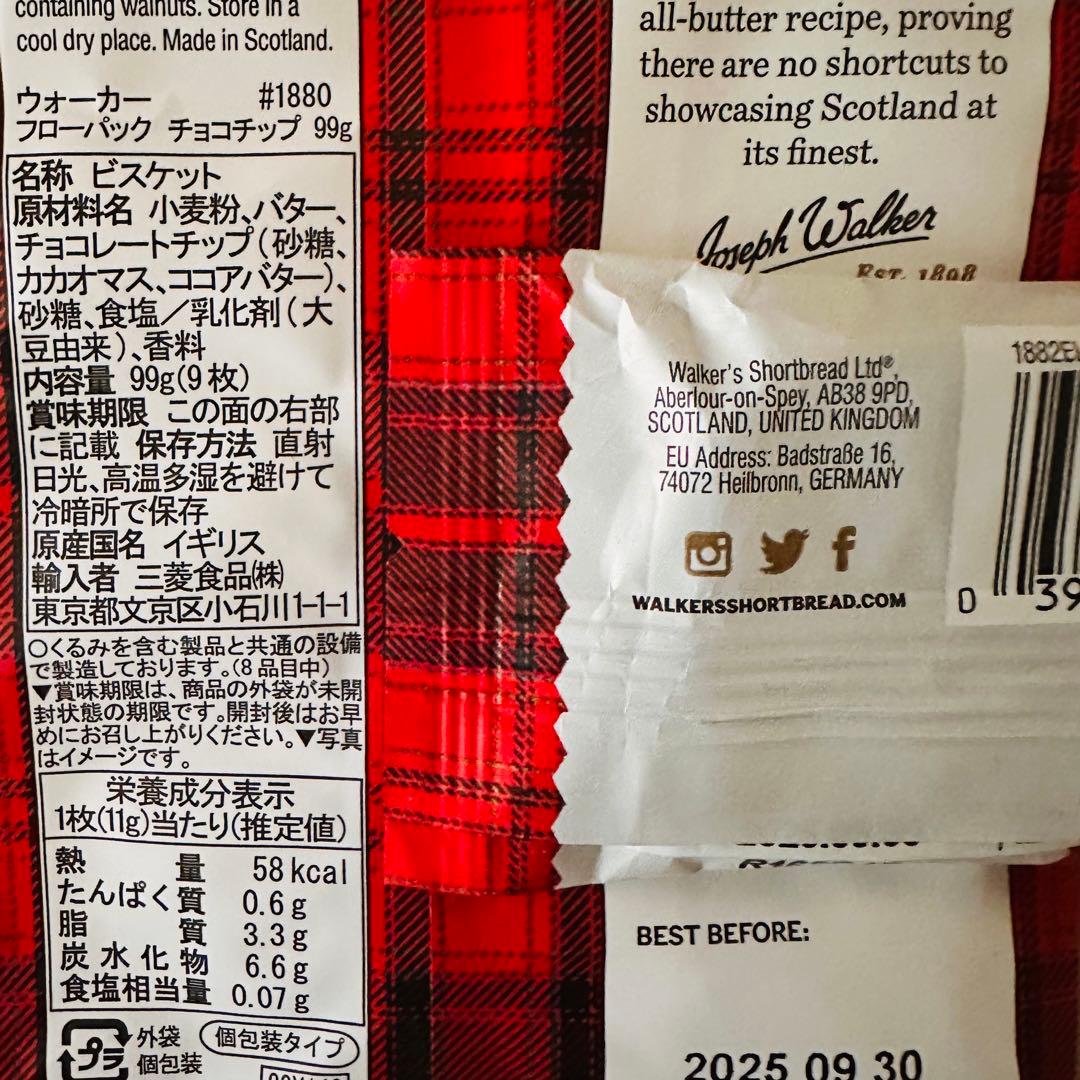 containing walnuts. Store in a
cool dry place. Made in Scotland.
ウォーカー #1880
フローパック チョコチップ 99g
名称 ビスケット
原材料名 小麦粉、バター、
チョコレートチップ(砂糖、
カカオマス、ココアバター)、
砂糖、食塩/乳化剤(大
豆由来)、香料
内容量 99g(9枚)
賞味期限 この面の右部
に記載 保存方法 直射
日光、高温多湿を避けて
冷暗所で保存
原産国名 イギリス
輸入者 三菱食品㈱
東京都文京区小石川1-1-1
○くるみを含む製品と共通の設備
で製造しております。(8品目中)
▼賞味期限は、商品の外袋が未開
封状態の期限です。開封後はお早
めにお召し上がりください。▼写真
はイメージです。
栄養成分表示
1枚(11g)当たり(推定値)
熱量 58kcal
たんぱく質 0.6g
脂質 3.3g
炭水化物 6.6g
食塩相当量 0.07g
プラ
外袋
個包装
個包装タイプ
all-butter recipe, proving
there are no shortcuts to
showcasing Scotland at
its finest.
Joseph Walker
EST. 1898
Walker's Shortbread Ltd®,
Aberlour-on-Spey, AB38 9PD,
SCOTLAND, UNITED KINGDOM
EU Address: Badstraße 16,
74072 Heilbronn, GERMANY
WALKERSSHORTBREAD.COM
0 39
BEST BEFORE:
2025 09 30